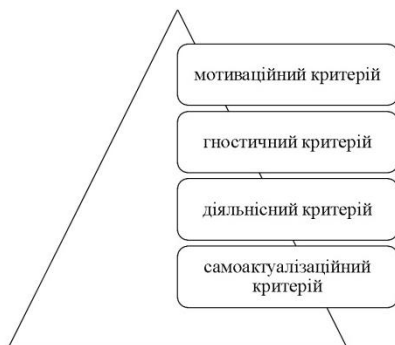 мотиваційний критерій
гностичний критерій
діяльнісний критерій
самоактуалізаційний
критерій